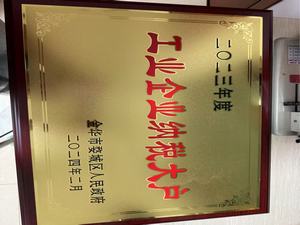 二〇二三年度
工业企业纳税大户
金华市婺城区人民政府
二〇二四年二月